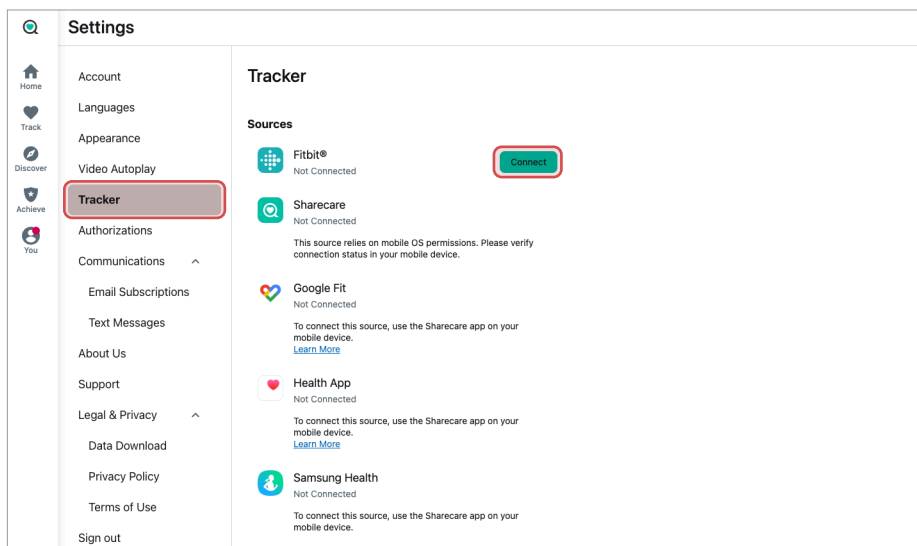 Settings
Home
Track
Discover
Achieve
You
Account
Languages
Appearance
Video Autoplay
Tracker
Authorizations
Communications
Email Subscriptions
Text Messages
About Us
Support
Legal & Privacy
Data Download
Privacy Policy
Terms of Use
Sign out
Tracker
Sources
Fitbit®
Not Connected
Connect
Sharecare
Not Connected
This source relies on mobile OS permissions. Please verify
connection status in your mobile device.
Google Fit
Not Connected
To connect this source, use the Sharecare app on your
mobile device.
Learn More
Health App
Not Connected
To connect this source, use the Sharecare app on your
mobile device.
Learn More
Samsung Health
Not Connected
To connect this source, use the Sharecare app on your
mobile device.